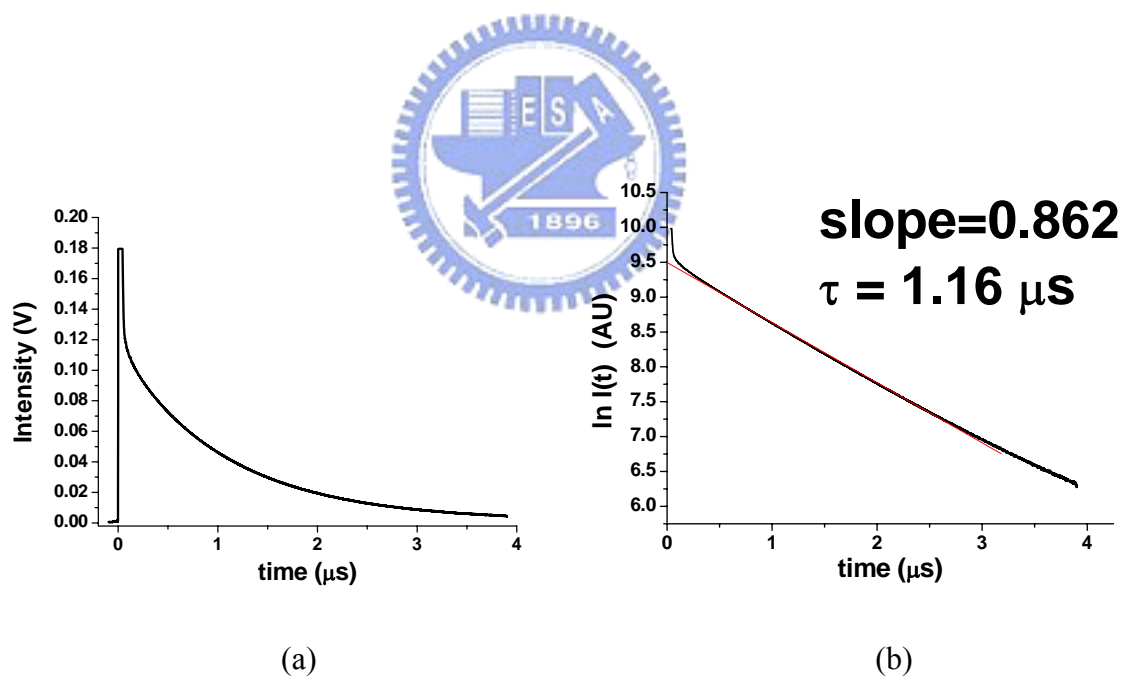 E S A
1896
0.20
0.18
0.16
0.14
0.12
0.10
0.08
0.06
0.04
0.02
0.00
Intensity (V)
0 1 2 3 4
time (μs)
(a)
10.5
10.0
9.5
9.0
8.5
8.0
7.5
7.0
6.5
6.0
ln I(t) (AU)
slope=0.862
τ = 1.16 μs
0 1 2 3 4
time (μs)
(b)